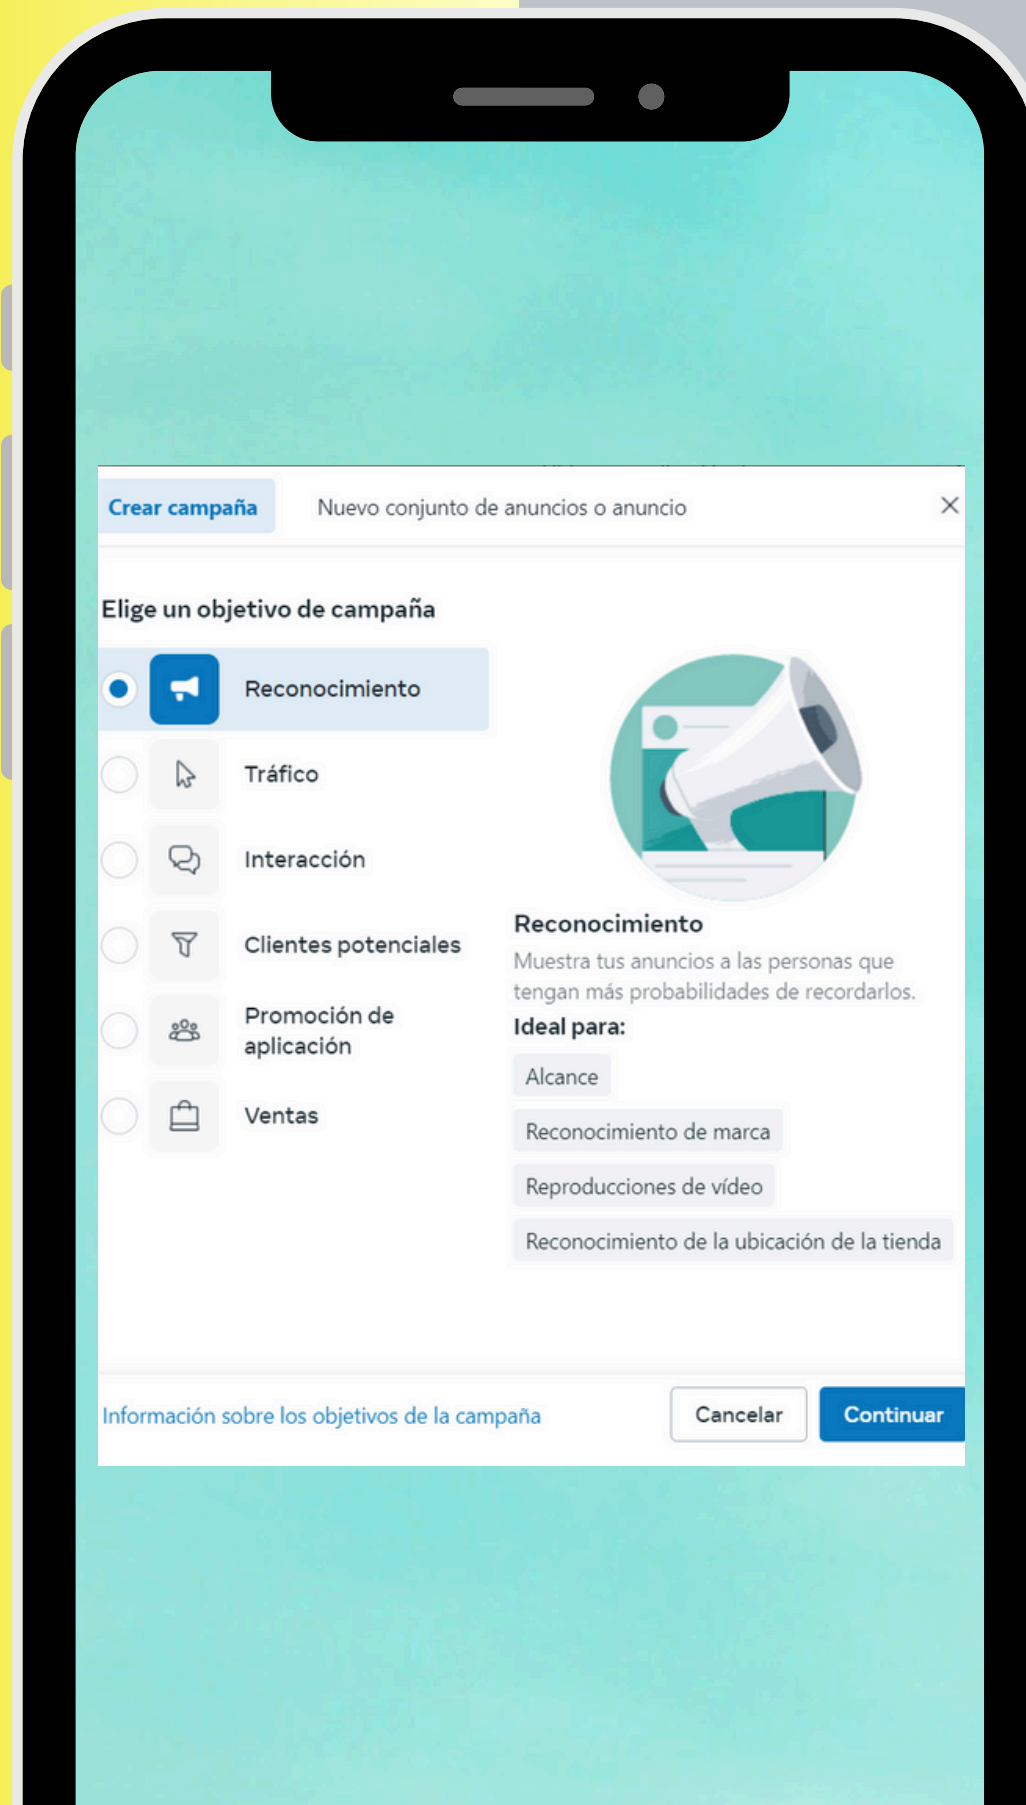 Crear campaña
Nuevo conjunto de anuncios o anuncio
Elige un objetivo de campaña
Reconocimiento
Tráfico
Interacción
Clientes potenciales
Promoción de
aplicación
Ventas
Reconocimiento
Muestra tus anuncios a las personas que
tengan más probabilidades de recordarlos.
Ideal para:
Alcance
Reconocimiento de marca
Reproducciones de vídeo
Reconocimiento de la ubicación de la tienda
Información sobre los objetivos de la campaña
Cancelar
Continuar